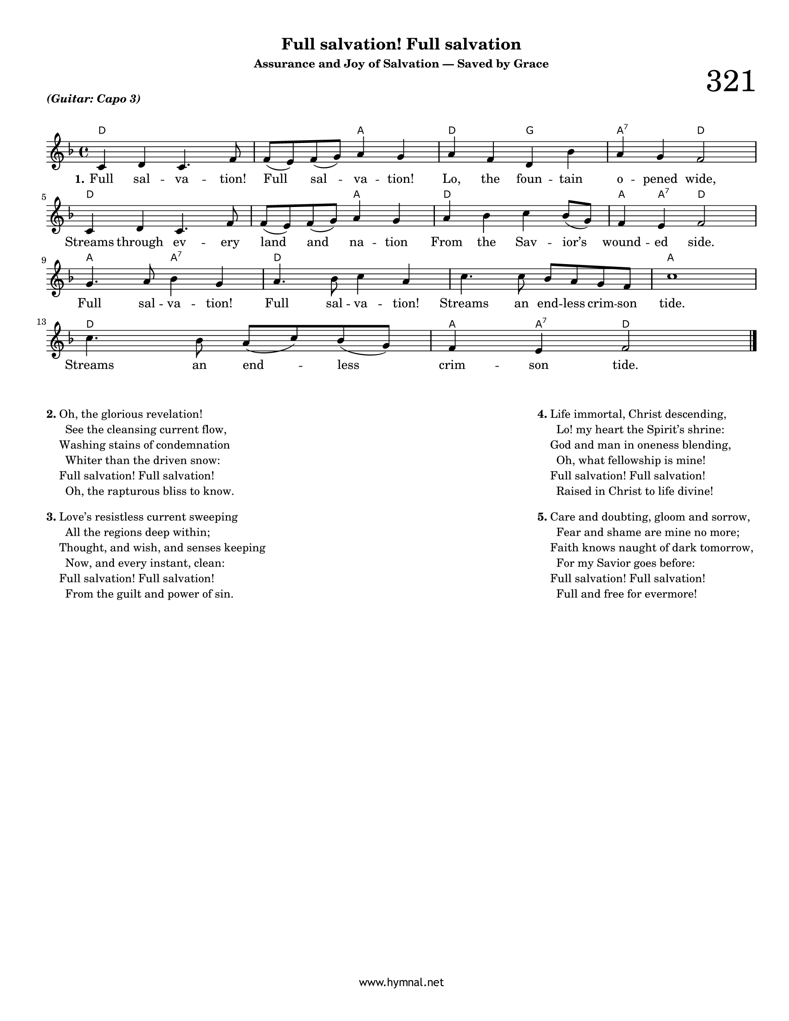 Full salvation! Full salvation
Assurance and Joy of Salvation — Saved by Grace
321
(Guitar: Capo 3)
D A D G A7 D
1. Full sal - va - tion! Full sal - va - tion! Lo, the foun - tain o - pened wide,
5 D A D A A7 D
Streams through ev - ery land and na - tion From the Sav - ior's wound - ed side.
9 A A7 D A
Full sal - va - tion! Full sal - va - tion! Streams an end-less crim-son tide.
13 D A A7 D
Streams an end - less crim - son tide.
2. Oh, the glorious revelation!
See the cleansing current flow,
Washing stains of condemnation
Whiter than the driven snow:
Full salvation! Full salvation!
Oh, the rapturous bliss to know.
3. Love's resistless current sweeping
All the regions deep within;
Thought, and wish, and senses keeping
Now, and every instant, clean:
Full salvation! Full salvation!
From the guilt and power of sin.
4. Life immortal, Christ descending,
Lo! my heart the Spirit's shrine:
God and man in oneness blending,
Oh, what fellowship is mine!
Full salvation! Full salvation!
Raised in Christ to life divine!
5. Care and doubting, gloom and sorrow,
Fear and shame are mine no more;
Faith knows naught of dark tomorrow,
For my Savior goes before:
Full salvation! Full salvation!
Full and free for evermore!
www.hymnal.net